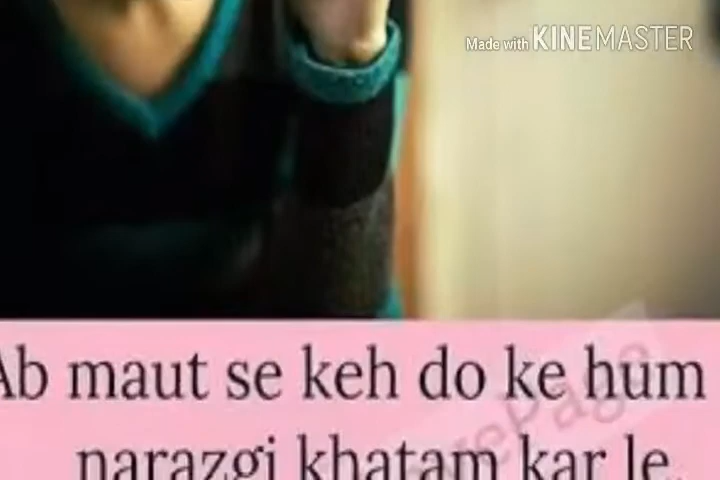 Made with KINEMASTER
Ab maut se keh do ke hum
narazgi khatam kar le.